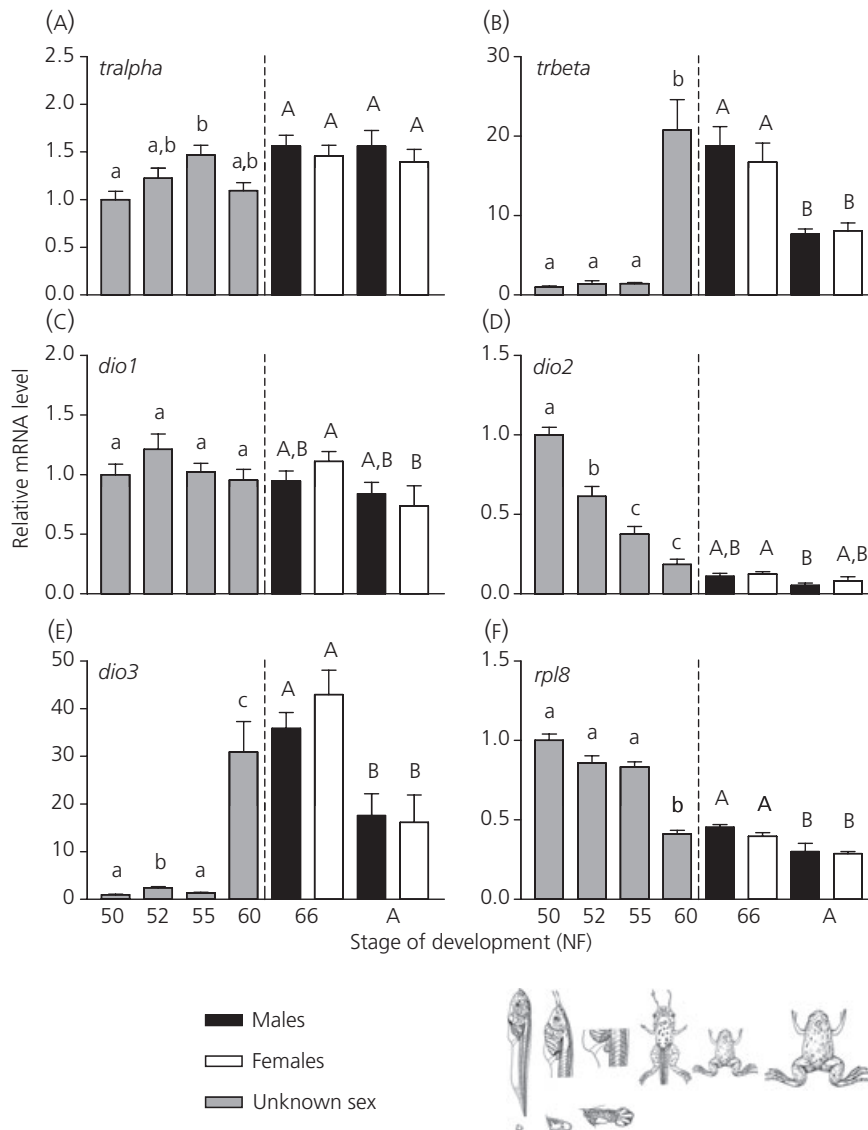 (A)
tralpha
2.5
2.0
1.5
1.0
0.5
0.0
a
a,b
b
a,b
A
A
A
A
(B)
trbeta
30
20
10
0
a
a
a
b
A
A
B
B
Relative mRNA level
(C)
dio1
2.0
1.5
1.0
0.5
0.0
a
a
a
a
A,B
A
A,B
B
(D)
dio2
1.5
1.0
0.5
0.0
a
b
c
c
A,B
A
B
A,B
(E)
dio3
50
40
30
20
10
0
a
b
a
c
A
A
B
B
50 52 55 60 66 A
(F)
rpl8
1.5
1.0
0.5
0.0
a
a
a
b
A
A
B
B
50 52 55 60 66 A
Stage of development (NF)
Males
Females
Unknown sex